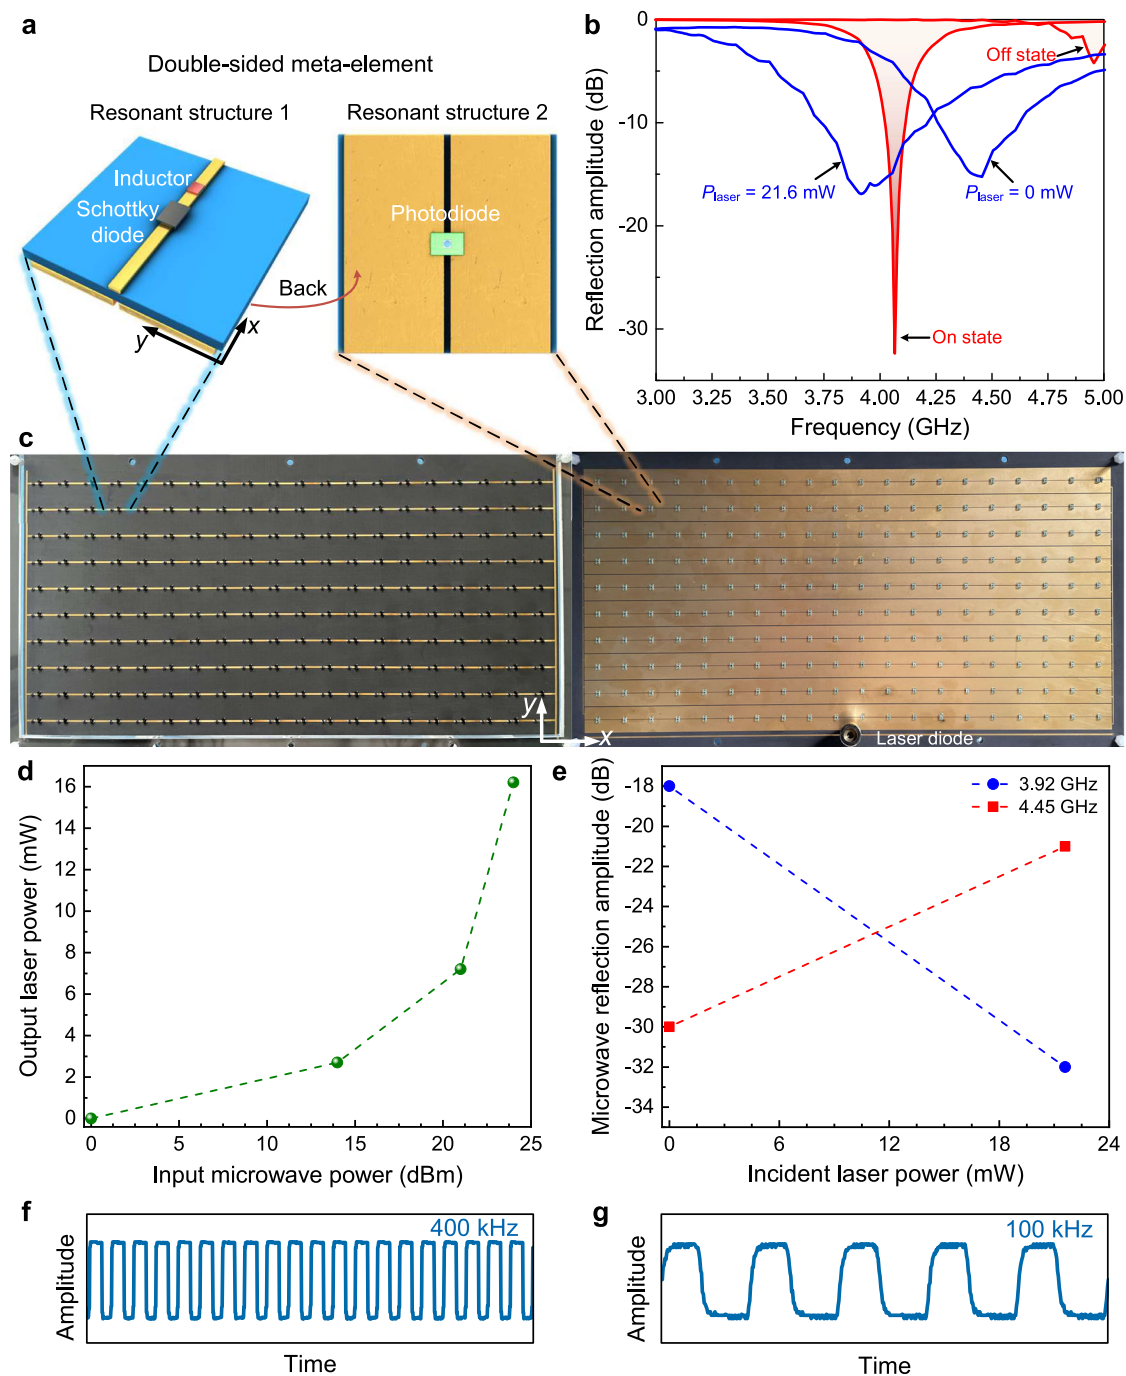 a
Double-sided meta-element
Resonant structure 1
Resonant structure 2
Inductor
Schottky
diode
Photodiode
Back
y
x
b
Reflection amplitude (dB)
0
-10
-20
-30
Off state
P_laser = 21.6 mW
P_laser = 0 mW
On state
3.00 3.25 3.75 4.00 4.25 4.50 4.75 5.00
Frequency (GHz)
c
y
x
Laser diode
d
Output laser power (mW)
16
14
12
10
8
6
4
2
0
0 5 10 15 20 25
Input microwave power (dBm)
e
Microwave reflection amplitude (dB)
-18
-20
-22
-24
-26
-28
-30
-32
-34
3.92 GHz
4.45 GHz
0 6 12 18 24
Incident laser power (mW)
f
400 kHz
Amplitude
Time
g
100 kHz
Amplitude
Time